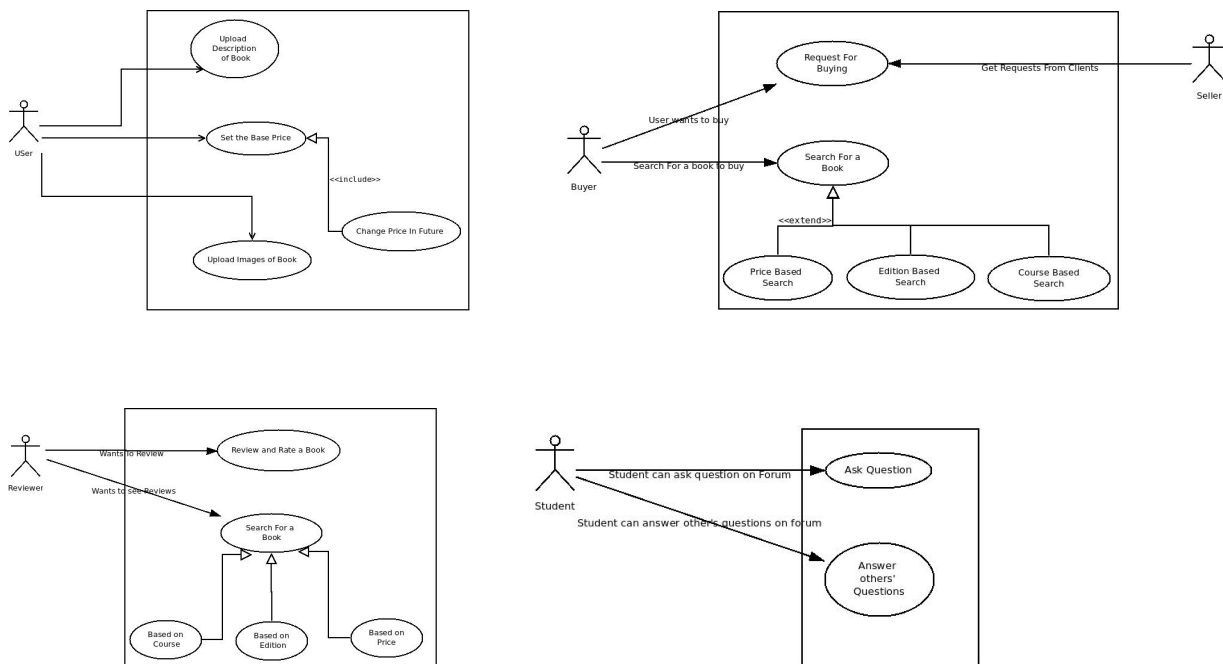 Upload
Description
of Book
USer
Set the Base Price
<<include>>
Change Price In Future
Upload Images of Book
Request For
Buying
Get Requests From Clients
Seller
User wants to buy
Buyer
Search For a book to buy
Search For a
Book
<<extend>>
Price Based
Search
Edition Based
Search
Course Based
Search
Reviewer
Wants To Review
Review and Rate a Book
Wants to see Reviews
Search For a
Book
Based on
Course
Based on
Edition
Based on
Price
Student
Student can ask question on Forum
Ask Question
Student can answer other's questions on forum
Answer
others'
Questions